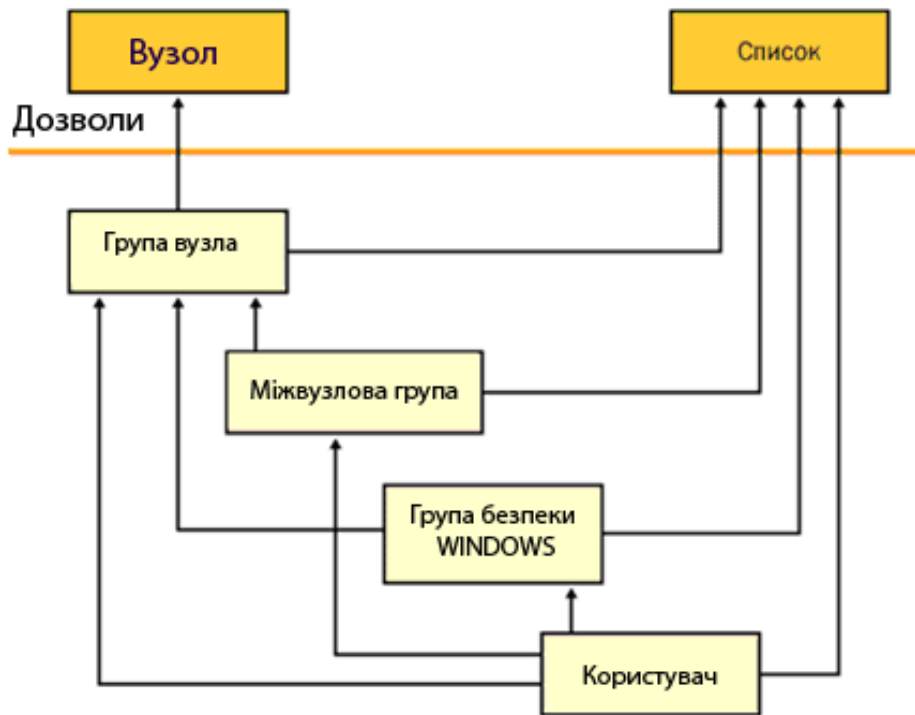 Вузол
Список
Дозволи
Група вузла
Міжвузлова група
Група безпеки
WINDOWS
Користувач